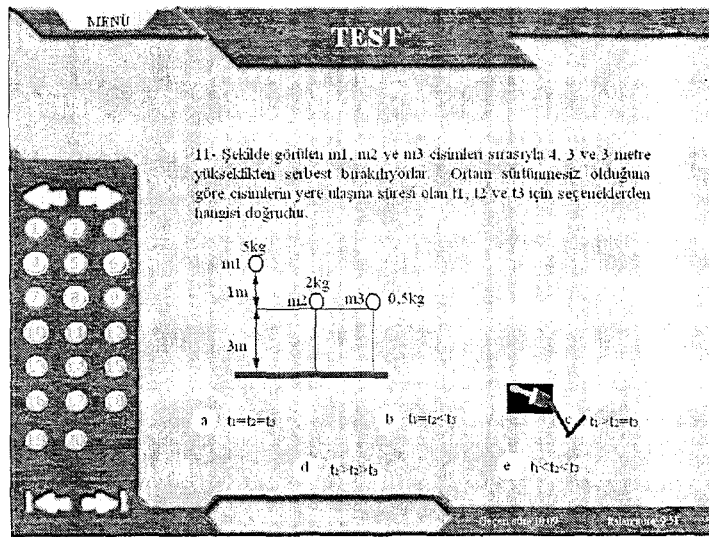 MENÜ
TEST
11- Şekilde görülen m1, m2 ve m3 cisimleri sırasıyla 4, 3 ve 3 metre
yükseklikten serbest bırakılıyorlar. Ortam sürtünmesiz olduğuna
göre cisimlerin yere ulaşma süresi olan t1, t2 ve t3 için seçeneklerden
hangisi doğrudur.
5kg
m1
1m
2kg
m2 m3 0,5kg
3m
a t₁=t₂=t₃ b t₁=t₂<t₃ c t₁>t₂=t₃
d t₁>t₂>t₃ e t₁<t₂<t₃